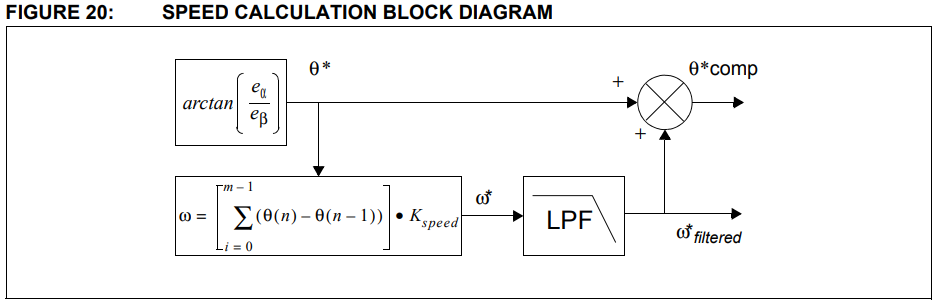 FIGURE 20: SPEED CALCULATION BLOCK DIAGRAM
arctan(eα/eβ)
θ*
+
θ*comp
+
ω = [m – 1 ∑ i = 0 (θ(n) – θ(n – 1))] • Kspeed
ω*
LPF
ω*filtered